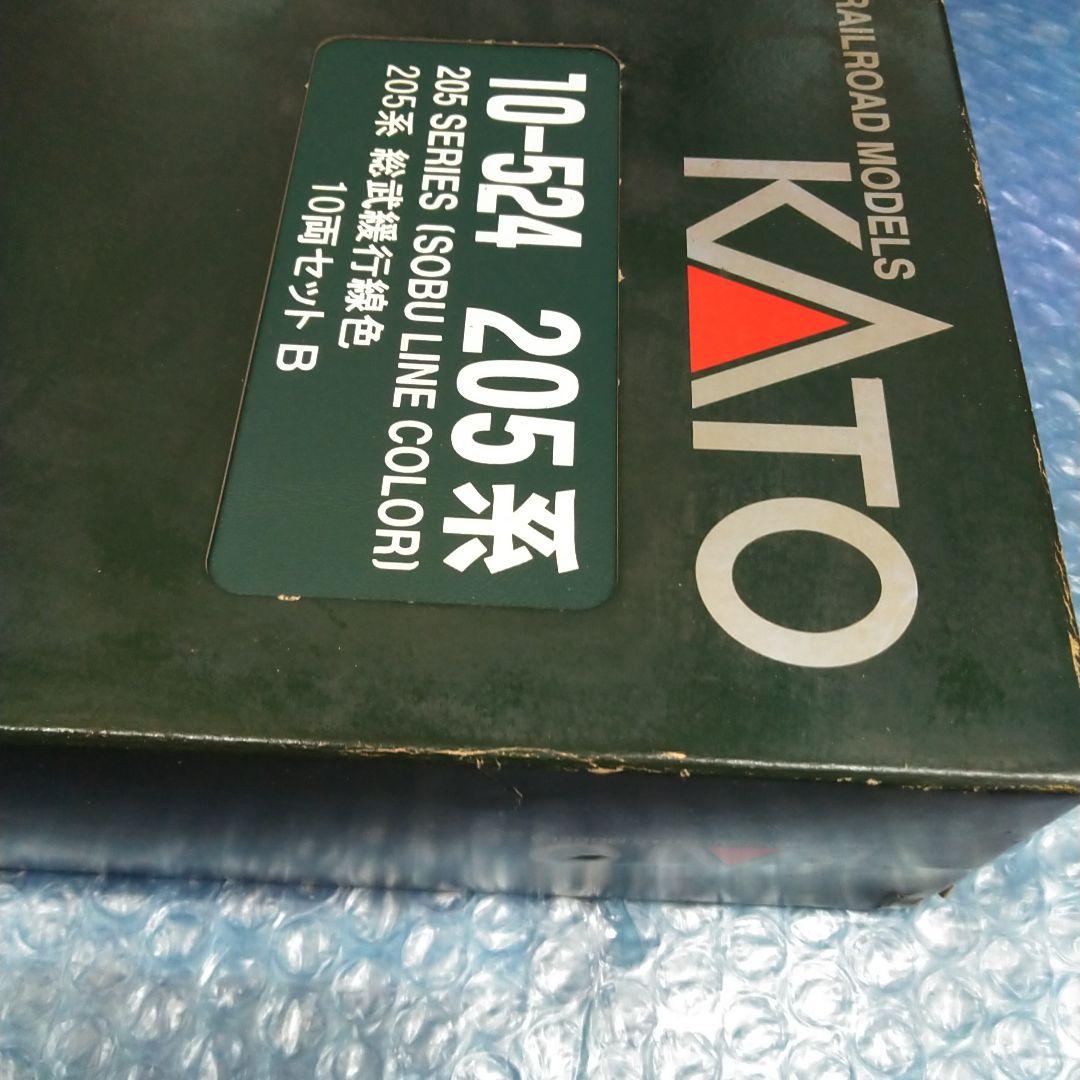 RAILROAD MODELS
KATO
10-524 205系
205 SERIES (SOBU LINE COLOR)
205系 総武緩行線色
10両セット B